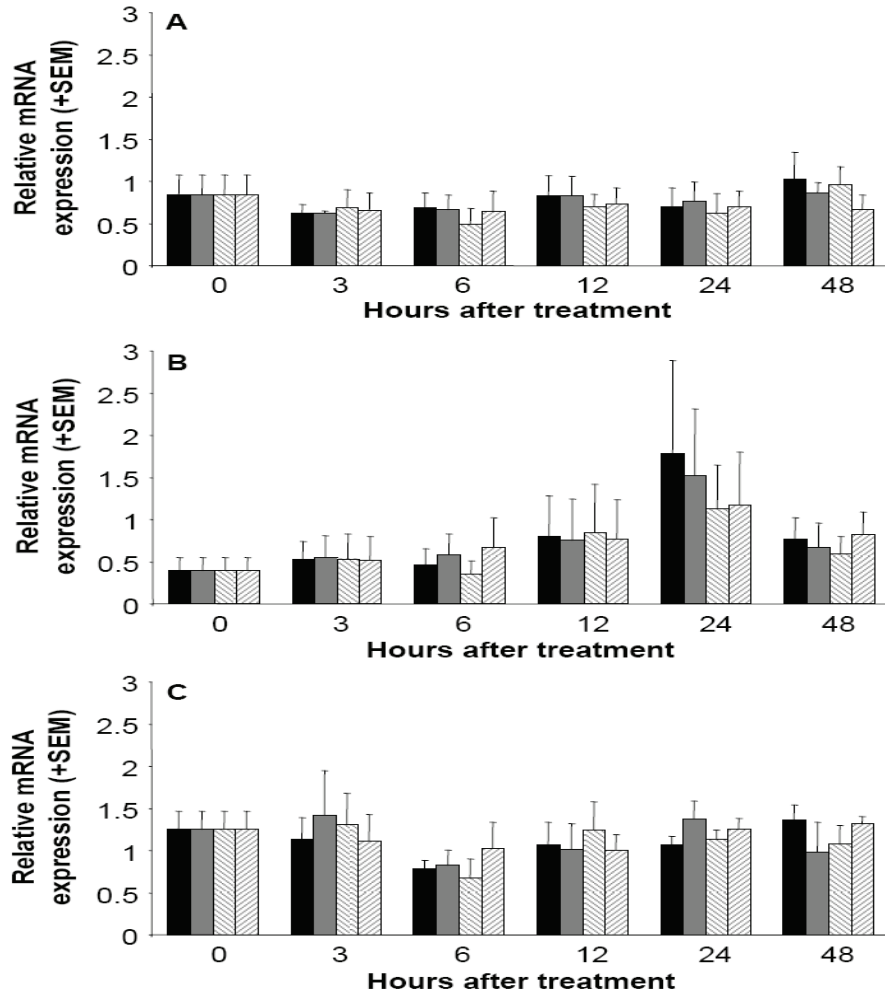 A
Relative mRNA
expression (+SEM)
3
2.5
2
1.5
1
0.5
0
0 3 6 12 24 48
Hours after treatment
B
Relative mRNA
expression (+SEM)
3
2.5
2
1.5
1
0.5
0
0 3 6 12 24 48
Hours after treatment
C
Relative mRNA
expression (+SEM)
3
2.5
2
1.5
1
0.5
0
0 3 6 12 24 48
Hours after treatment